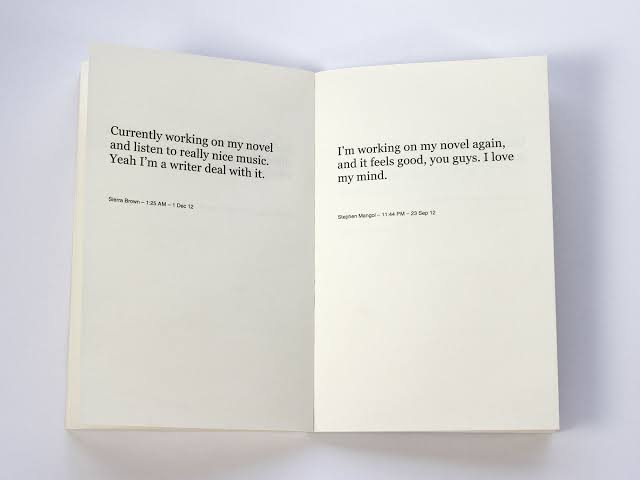 Currently working on my novel
and listen to really nice music.
Yeah I'm a writer deal with it.
Sierra Brown – 1:25 AM – 1 Dec 12
I'm working on my novel again,
and it feels good, you guys. I love
my mind.
Stephen Mangol – 11:44 PM – 23 Sep 12